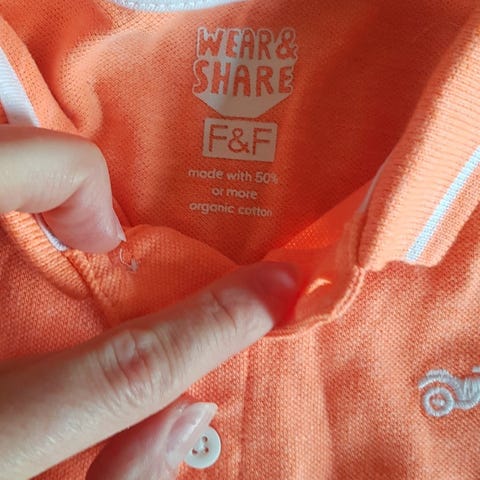 WEAR&
SHARE
F&F
made with 50%
or more
organic cotton